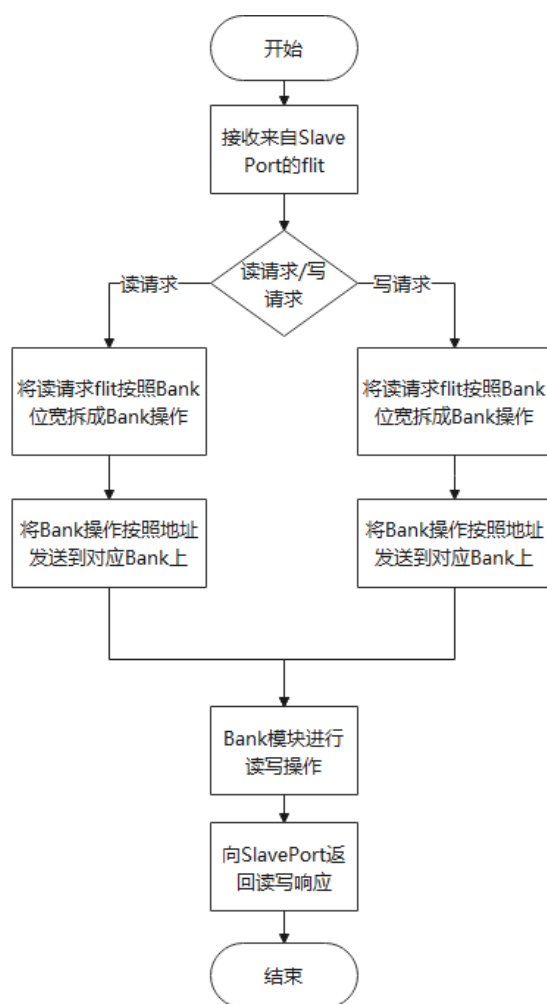 开始
接收来自Slave
Port的flit
读请求/写
请求
读请求
写请求
将读请求flit按照Bank
位宽拆成Bank操作
将读请求flit按照Bank
位宽拆成Bank操作
将Bank操作按照地址
发送到对应Bank上
将Bank操作按照地址
发送到对应Bank上
Bank模块进行
读写操作
向SlavePort返
回读写响应
结束